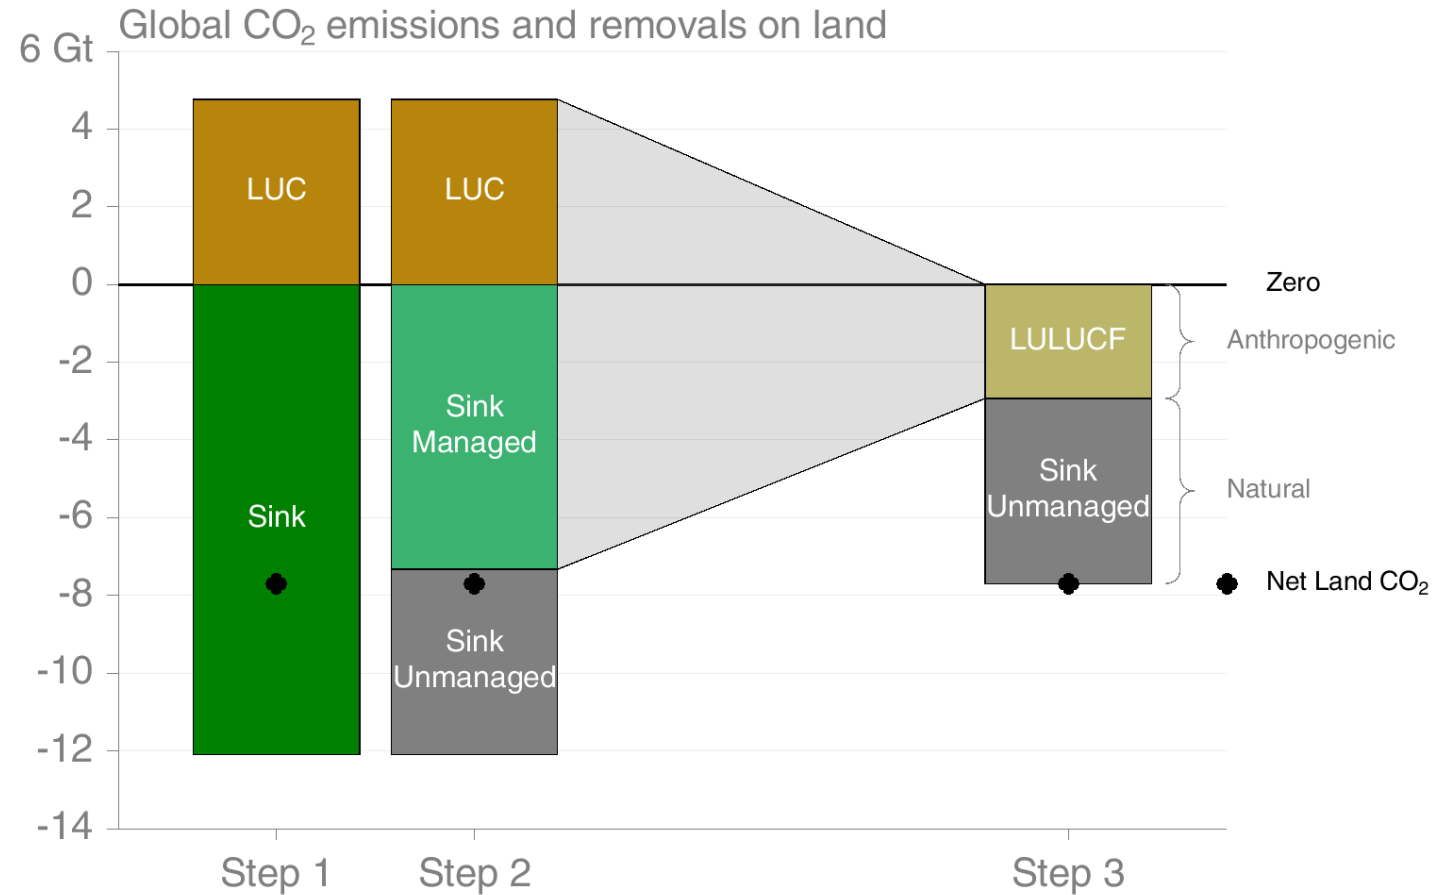 Global CO₂ emissions and removals on land
6 Gt
4
2
0
-2
-4
-6
-8
-10
-12
-14
LUC
LUC
Sink
Sink
Managed
Sink
Unmanaged
LULUCF
Sink
Unmanaged
Zero
Anthropogenic
Natural
Net Land CO₂
Step 1
Step 2
Step 3